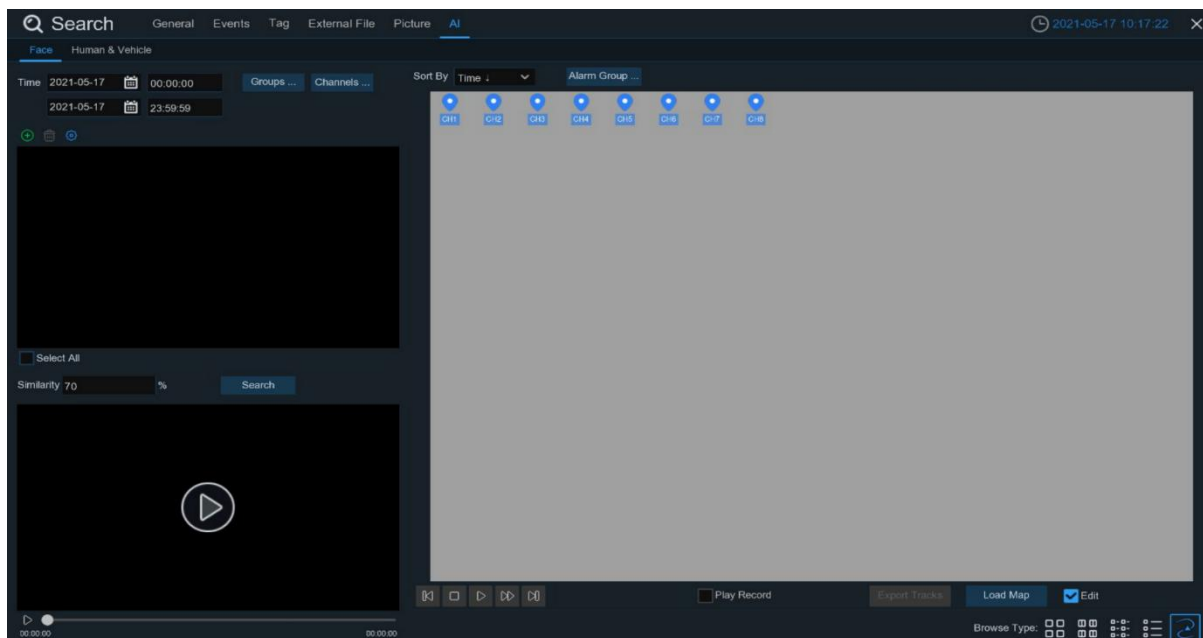 Search General Events Tag External File Picture AI 2021-05-17 10:17:22
Face Human & Vehicle
Time 2021-05-17 00:00:00 Groups ... Channels ... Sort By Time ↓ Alarm Group ...
2021-05-17 23:59:59
CH1 CH2 CH3 CH4 CH5 CH6 CH7 CH8
Select All
Similarity 70 % Search
Play Record Export Tracks Load Map Edit
00:00:00 00:00:00 Browse Type: